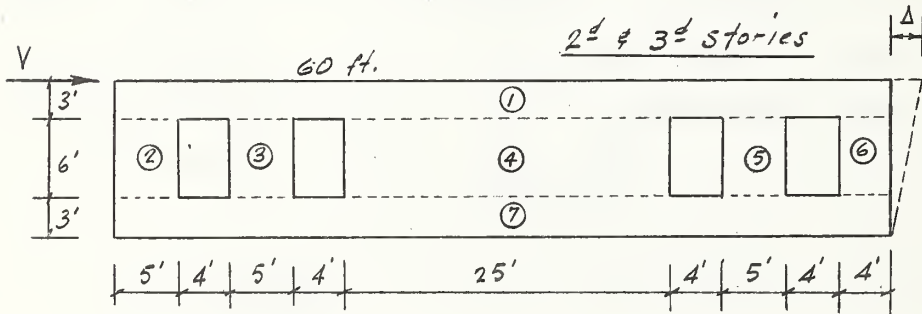 2d & 3d Stories
Δ
V
60 ft.
3'
①
6'
②
③
④
⑤
⑥
3'
⑦
5' 4' 5' 4' 25' 4' 5' 4' 4'